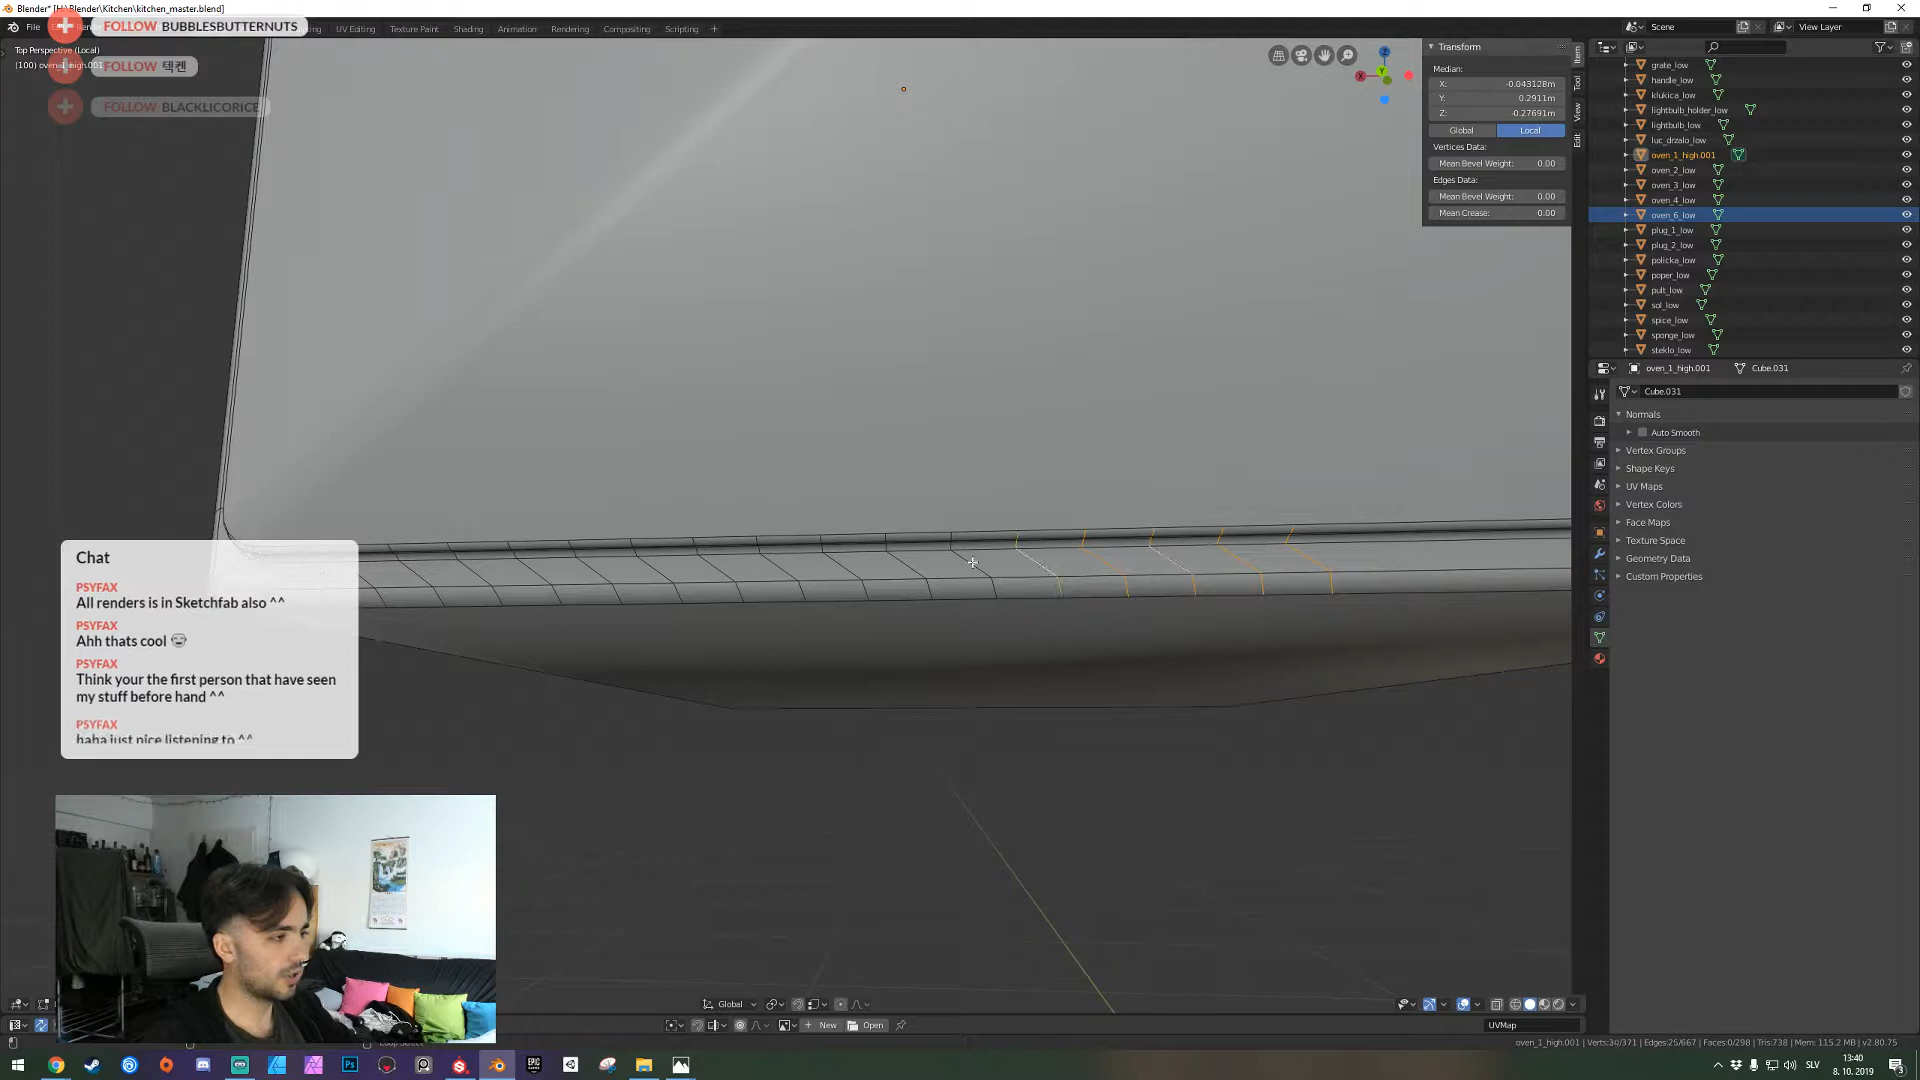 Blender* [H:\Blender\Kitchen\kitchen_master.blend]
FOLLOW BUBBLESBUTTERNUTS
FOLLOW 텍켄
FOLLOW BLACKLICORICE
File
UV Editing
Texture Paint
Shading
Animation
Rendering
Compositing
Scripting
+
Scene
View Layer
Top Perspective (Local)
(100) oven_1_high.001
Transform
Median:
X: -0.043128m
Y: 0.2911m
Z: -0.27691m
Global
Local
Vertices Data:
Mean Bevel Weight: 0.00
Edges Data:
Mean Bevel Weight: 0.00
Mean Crease: 0.00
Item
Tool
View
Edit
X
Y
Z
grate_low
handle_low
klukica_low
lightbulb_holder_low
lightbulb_low
luc_drzalo_low
oven_1_high.001
oven_2_low
oven_3_low
oven_4_low
oven_6_low
plug_1_low
plug_2_low
policka_low
poper_low
pult_low
sol_low
spice_low
sponge_low
steklo_low
oven_1_high.001
Cube.031
Cube.031
Normals
Auto Smooth
Vertex Groups
Shape Keys
UV Maps
Vertex Colors
Face Maps
Texture Space
Geometry Data
Custom Properties
Chat
PSYFAX
All renders is in Sketchfab also ^^
PSYFAX
Ahh thats cool
PSYFAX
Think your the first person that have seen
my stuff before hand ^^
PSYFAX
haha just nice listening to ^^
Global
New
Open
UVMap
Loop Select
oven_1_high.001 | Verts:30/371 | Edges:25/667 | Faces:0/298 | Tris:738 | Mem: 115.2 MB | v2.80.75
SLV
13:40
8. 10. 2019
3